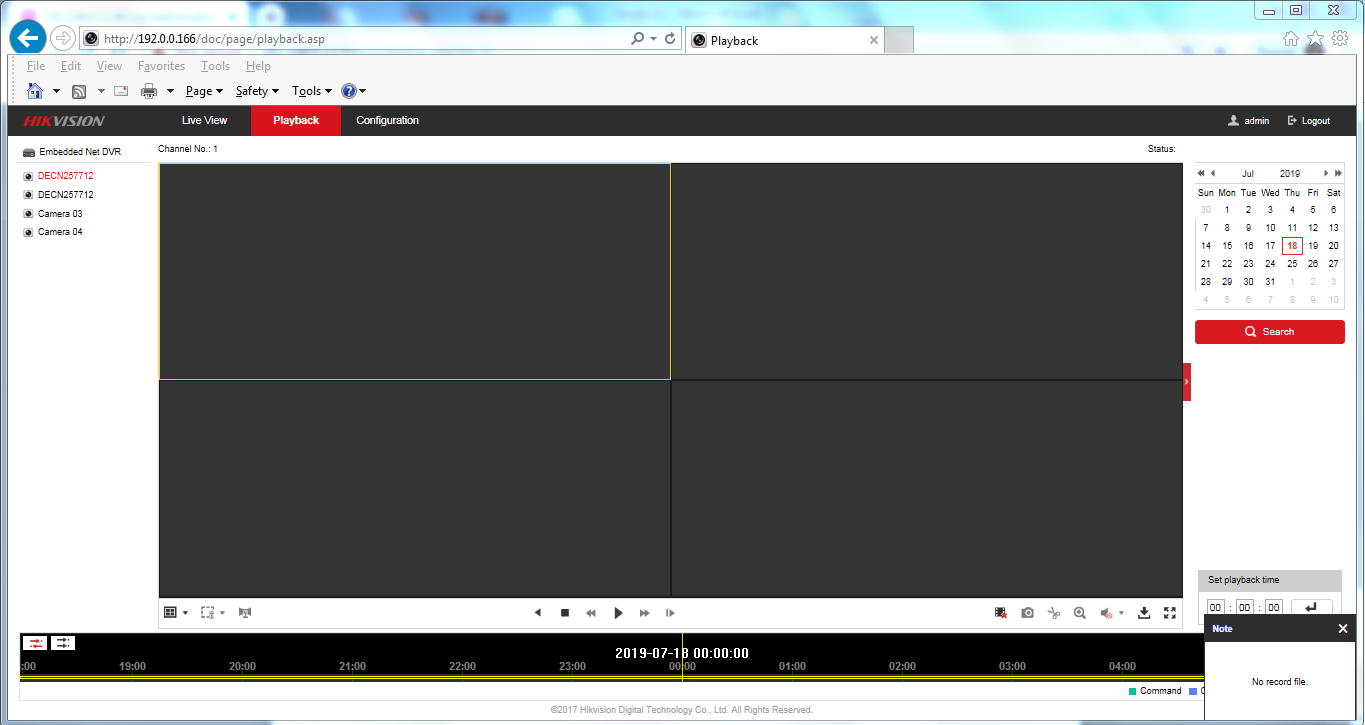 http://192.0.0.166/doc/page/playback.asp
Playback
File Edit View Favorites Tools Help
Page Safety Tools
HIKVISION Live View Playback Configuration admin Logout
Embedded Net DVR Channel No.: 1 Status:
DECN257712
DECN257712
Camera 03
Camera 04
Jul 2019
Sun Mon Tue Wed Thu Fri Sat
30 1 2 3 4 5 6
7 8 9 10 11 12 13
14 15 16 17 18 19 20
21 22 23 24 25 26 27
28 29 30 31 1 2 3
4 5 6 7 8 9 10
Search
Set playback time
00 : 00 : 00
Note
No record file.
2019-07-18 00:00:00
:00 19:00 20:00 21:00 22:00 23:00 00:00 01:00 02:00 03:00 04:00
Command
©2017 Hikvision Digital Technology Co., Ltd. All Rights Reserved.